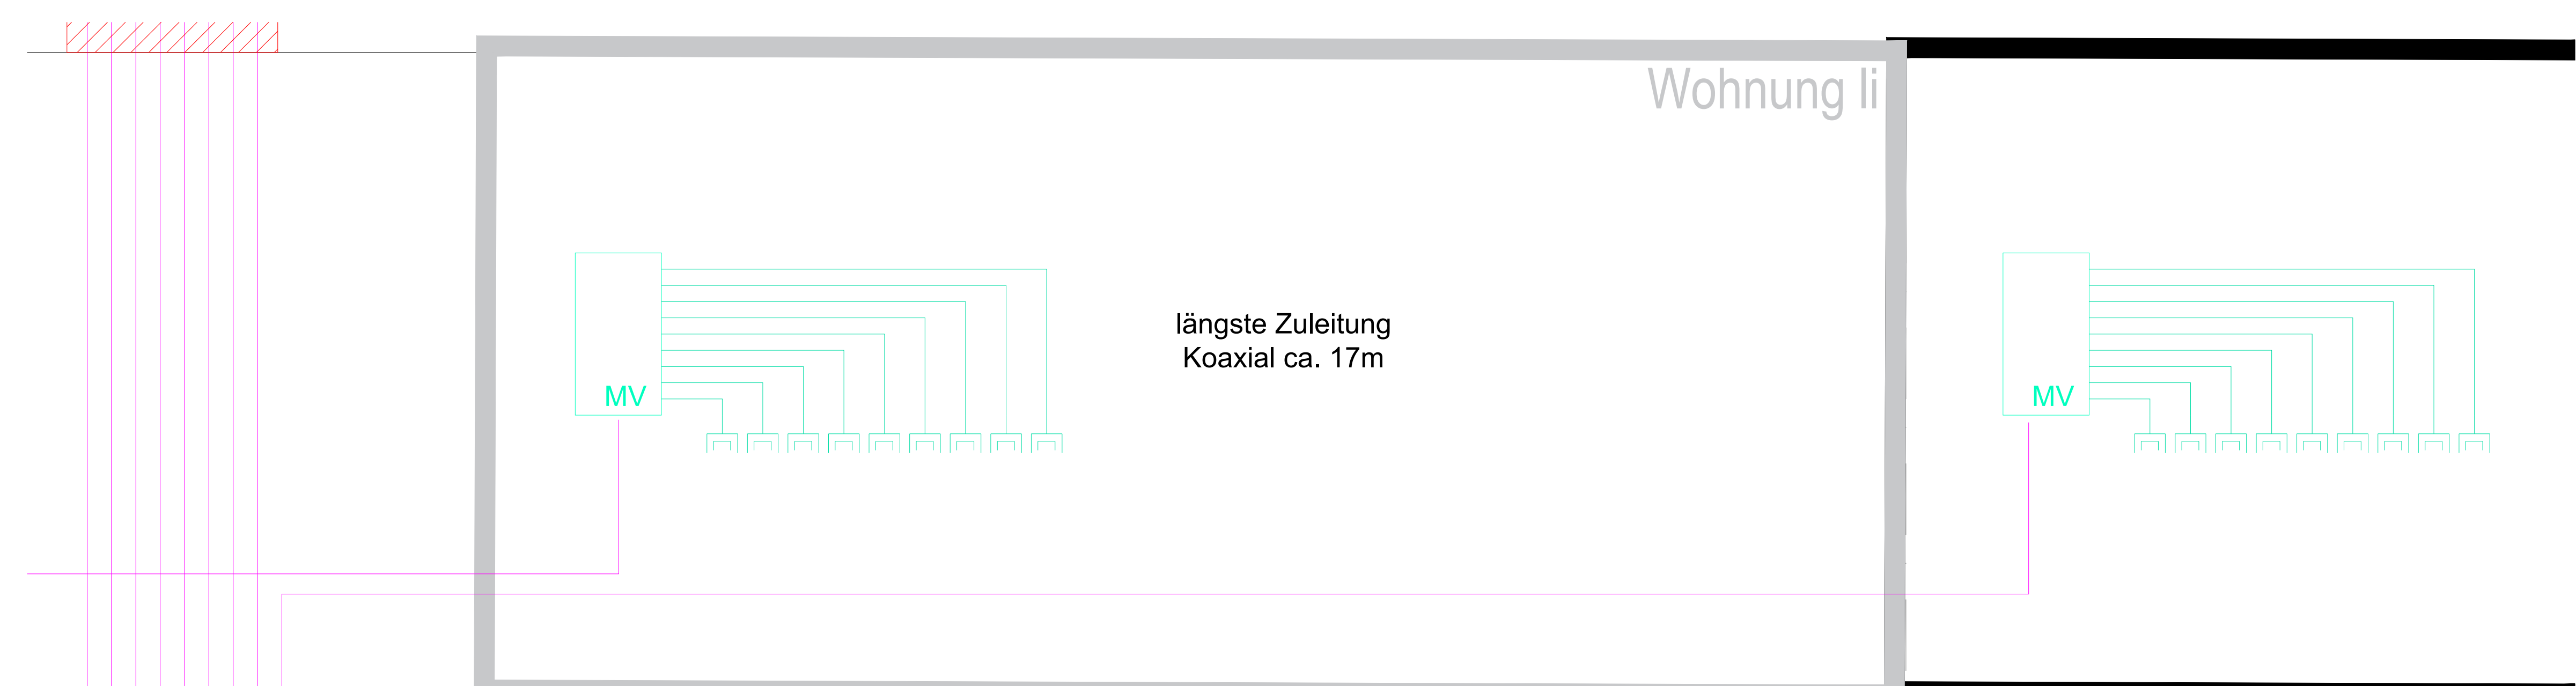 Wohnung li
längste Zuleitung
Koaxial ca. 17m
MV
MV